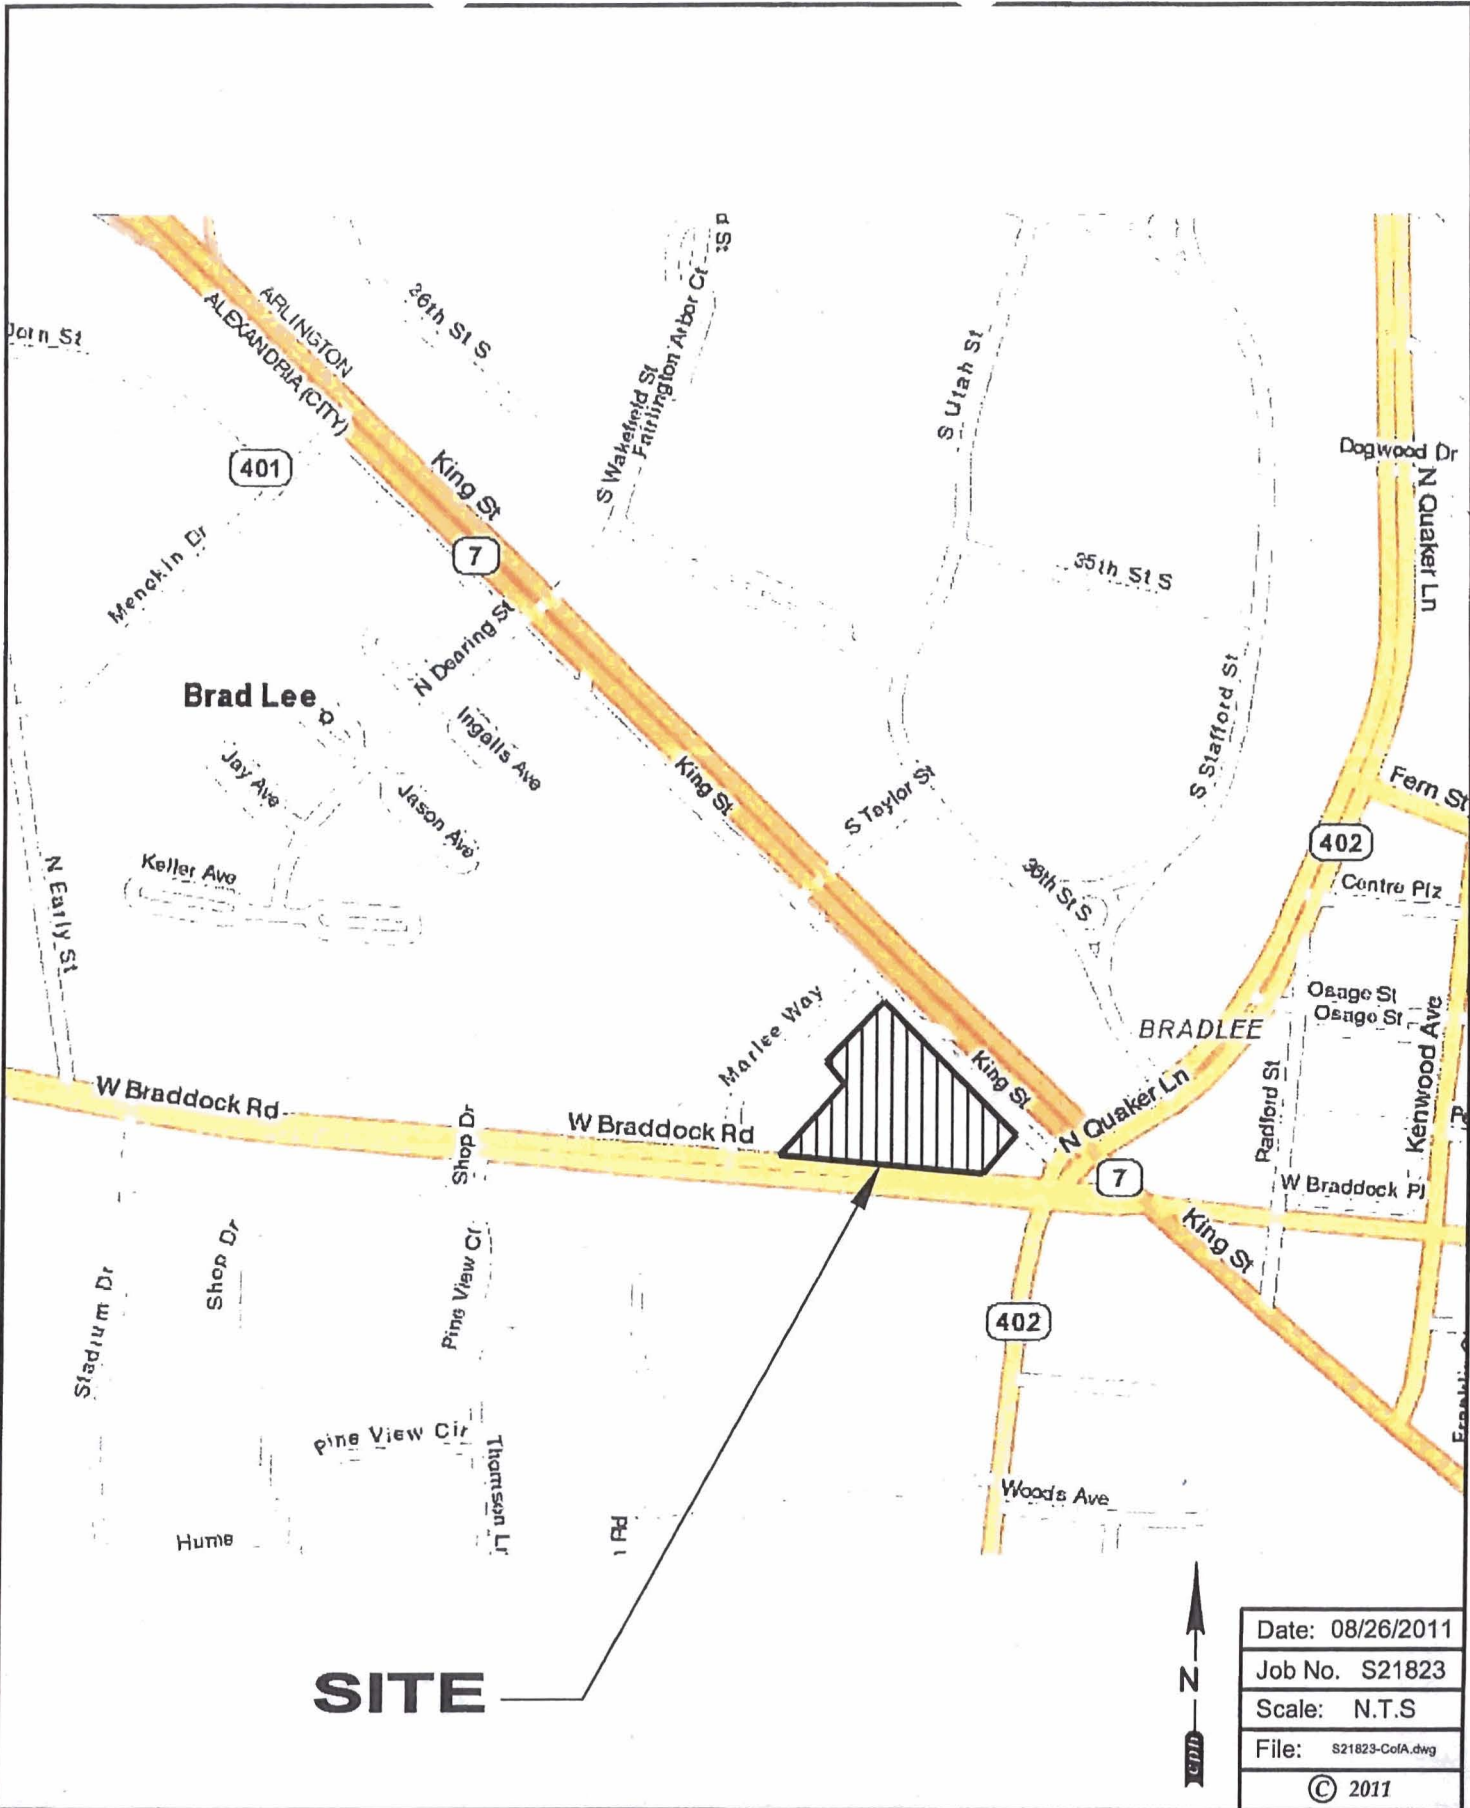 ARLINGTON
ALEXANDRIA (CITY)
26th St S
S Wakefield St
Fairlington Arbor Ct
S Utah St
Dogwood Dr
N Quaker Ln
401
King St
7
Menokin Dr
35th St S
N Dearing St
Brad Lee
Ingalls Ave
Jay Ave
Jason Ave
Keller Ave
King St
S Taylor St
S Stafford St
Fern St
402
Centre Plz
36th St S
N Early St
Osage St
Osage St
BRADLEE
Marlee Way
King St
N Quaker Ln
Radford St
Kenwood Ave
W Braddock Rd
W Braddock Rd
Shop Dr
7
W Braddock Pl
King St
Shop Dr
Pine View Ct
Stadium Dr
402
Pine View Cir
Thomson Ln
Woods Ave
Hume
SITE
N
cph
Date: 08/26/2011
Job No. S21823
Scale: N.T.S
File: S21823-CofA.dwg
© 2011